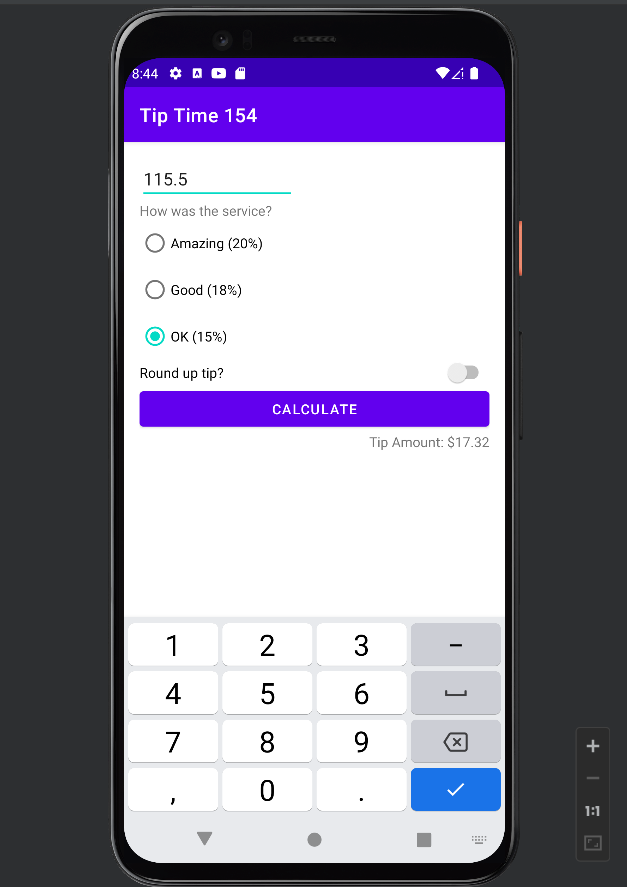 8:44
Tip Time 154
115.5
How was the service?
Amazing (20%)
Good (18%)
OK (15%)
Round up tip?
CALCULATE
Tip Amount: $17.32
1 2 3 -
4 5 6
7 8 9
, 0 .
1:1